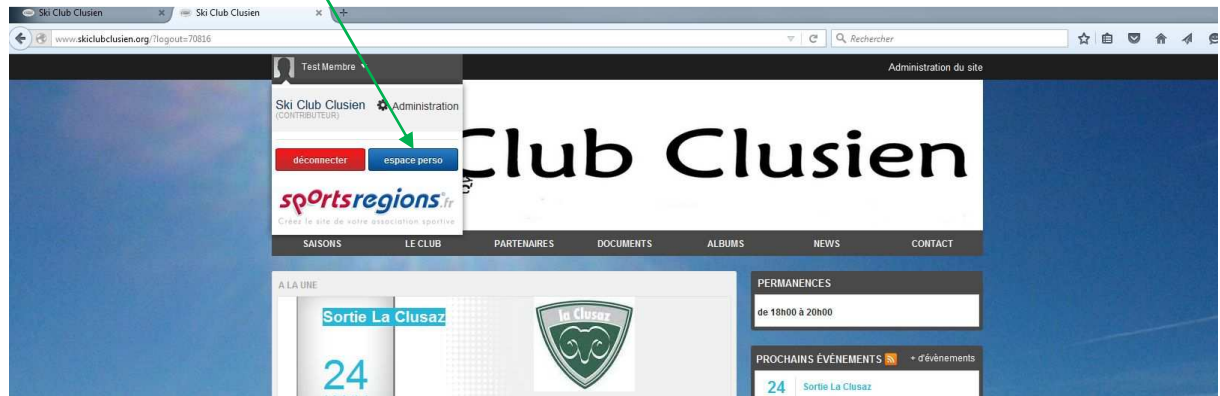 Ski Club Clusien
Ski Club Clusien
www.skiclubclusien.org/?logout=70816
Rechercher
Test Membre
Administration du site
Ski Club Clusien
Administration
(CONTRIBUTEUR)
déconnecter
espace perso
Club Clusien
sportsregions.fr
Créez le site de votre association sportive
SAISONS
LE CLUB
PARTENAIRES
DOCUMENTS
ALBUMS
NEWS
CONTACT
A LA UNE
Sortie La Clusaz
24
la Clusaz
PERMANENCES
de 18h00 à 20h00
PROCHAINS ÉVÈNEMENTS
+ d'évènements
24
Sortie La Clusaz